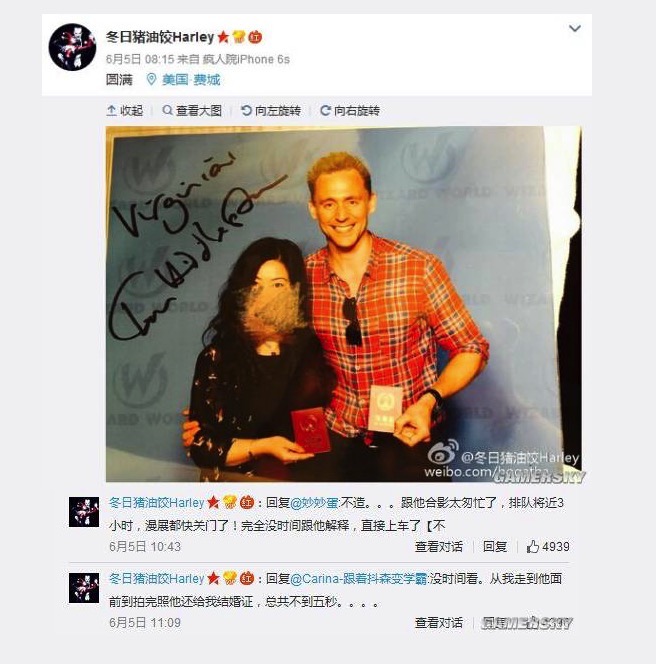 冬日猪油饺Harley
6月5日 08:15 来自 疯人院iPhone 6s
圆满 美国·费城
收起 查看大图 向左旋转 向右旋转
Virginia
Tom Hiddleston
WIZARD WORLD
@冬日猪油饺Harley
GAMERSKY
冬日猪油饺Harley：回复@妙妙蛋:不造。。。跟他合影太匆忙了，排队将近3
小时，漫展都快关门了！完全没时间跟他解释，直接上车了【不
6月5日 10:43 查看对话 回复 4939
冬日猪油饺Harley：回复@Carina-跟着抖森变学霸:没时间看。从我走到他面
前到拍完照他还给我结婚证，总共不到五秒。。。。
6月5日 11:09 查看对话 回复
GAMERSKY